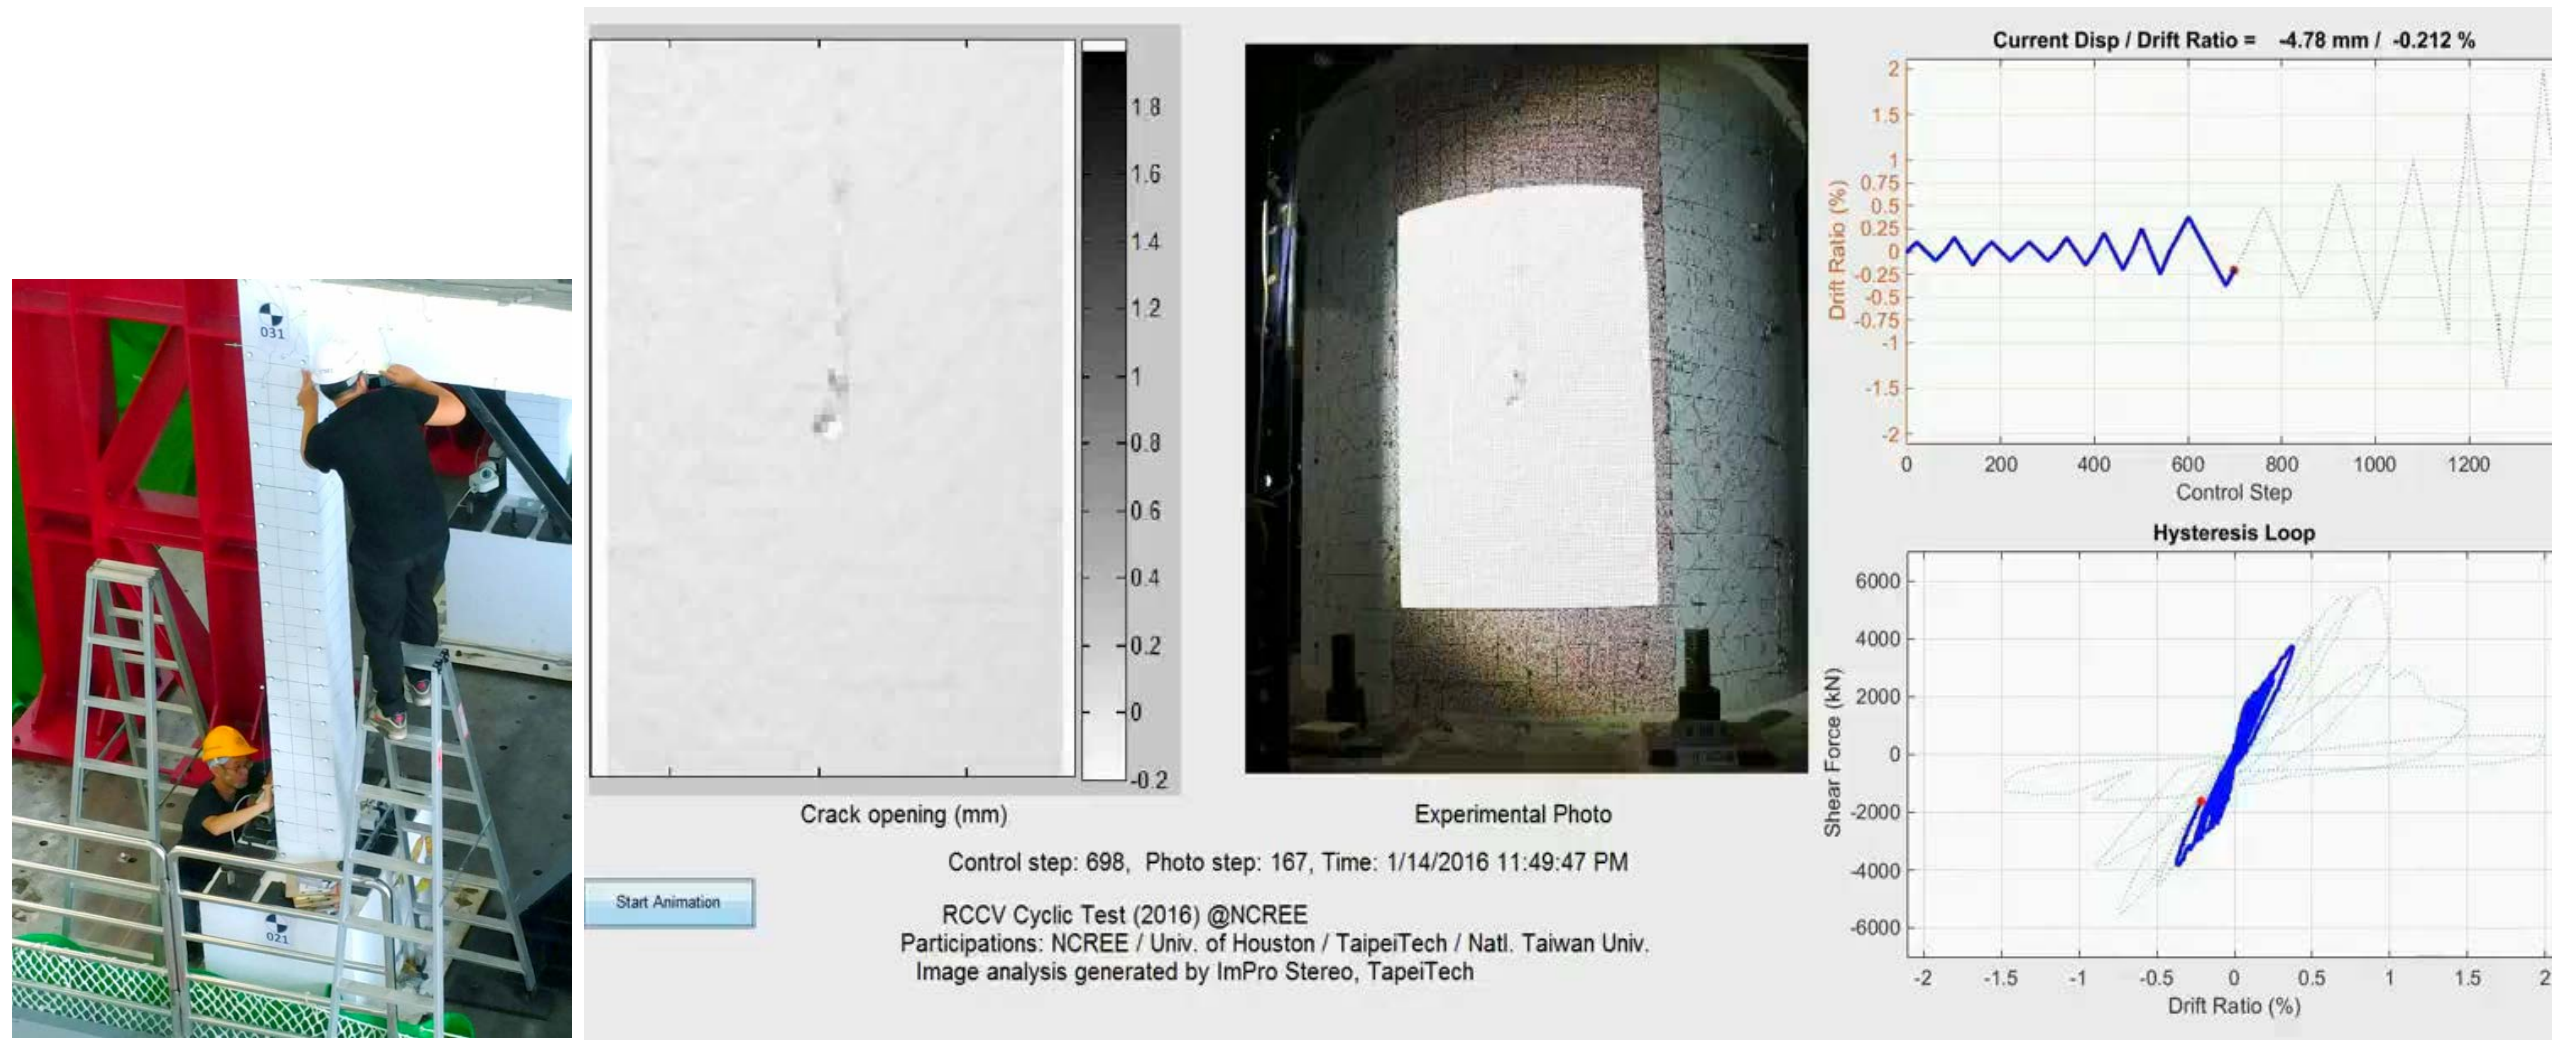 031
021
1.8
1.6
1.4
1.2
1
0.8
0.6
0.4
0.2
0
-0.2
Crack opening (mm)
Experimental Photo
Control step: 698, Photo step: 167, Time: 1/14/2016 11:49:47 PM
Start Animation
RCCV Cyclic Test (2016) @NCREE
Participations: NCREE / Univ. of Houston / TaipeiTech / Natl. Taiwan Univ.
Image analysis generated by ImPro Stereo, TapeiTech
Current Disp / Drift Ratio = -4.78 mm / -0.212 %
Drift Ratio (%)
2
1.5
1
0.75
0.5
0.25
0
-0.25
-0.5
-0.75
-1
-1.5
-2
0 200 400 600 800 1000 1200
Control Step
Hysteresis Loop
Shear Force (kN)
6000
4000
2000
0
-2000
-4000
-6000
-2 -1.5 -1 -0.5 0 0.5 1 1.5 2
Drift Ratio (%)